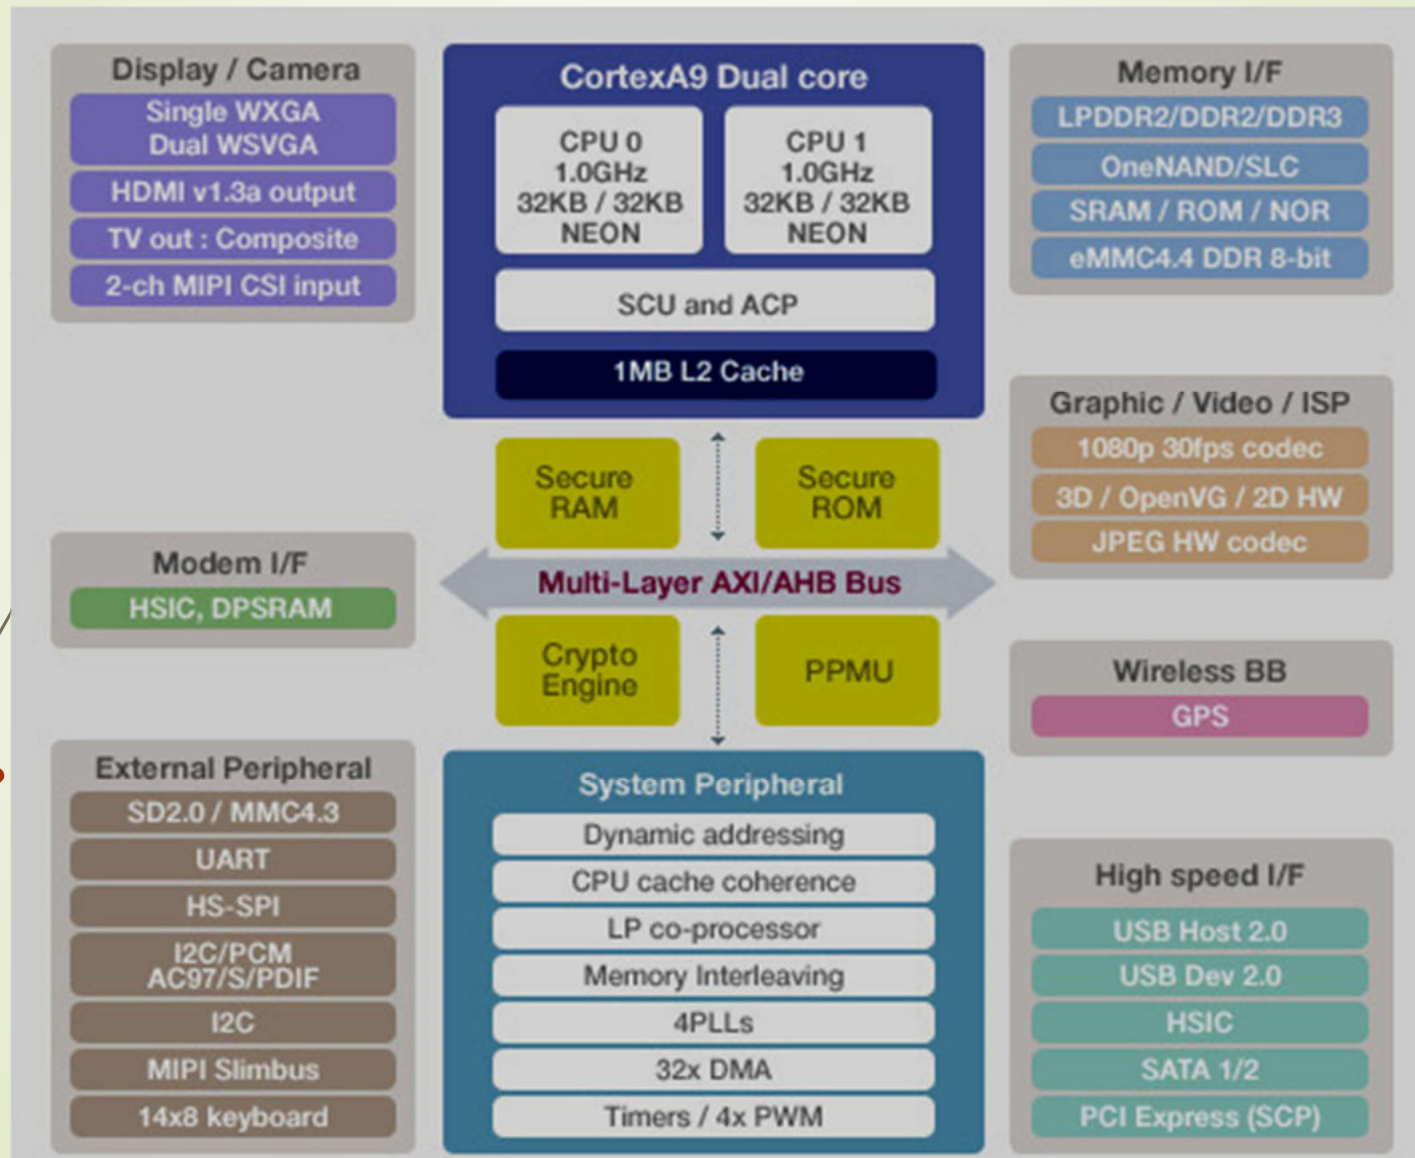 Display / Camera
Single WXGA
Dual WSVGA
HDMI v1.3a output
TV out : Composite
2-ch MIPI CSI input
CortexA9 Dual core
CPU 0
1.0GHz
32KB / 32KB
NEON
CPU 1
1.0GHz
32KB / 32KB
NEON
SCU and ACP
1MB L2 Cache
Memory I/F
LPDDR2/DDR2/DDR3
OneNAND/SLC
SRAM / ROM / NOR
eMMC4.4 DDR 8-bit
Graphic / Video / ISP
1080p 30fps codec
3D / OpenVG / 2D HW
JPEG HW codec
Secure
RAM
Secure
ROM
Modem I/F
HSIC, DPSRAM
Multi-Layer AXI/AHB Bus
Crypto
Engine
PPMU
Wireless BB
GPS
External Peripheral
SD2.0 / MMC4.3
UART
HS-SPI
I2C/PCM
AC97/S/PDIF
I2C
MIPI Slimbus
14x8 keyboard
System Peripheral
Dynamic addressing
CPU cache coherence
LP co-processor
Memory Interleaving
4PLLs
32x DMA
Timers / 4x PWM
High speed I/F
USB Host 2.0
USB Dev 2.0
HSIC
SATA 1/2
PCI Express (SCP)